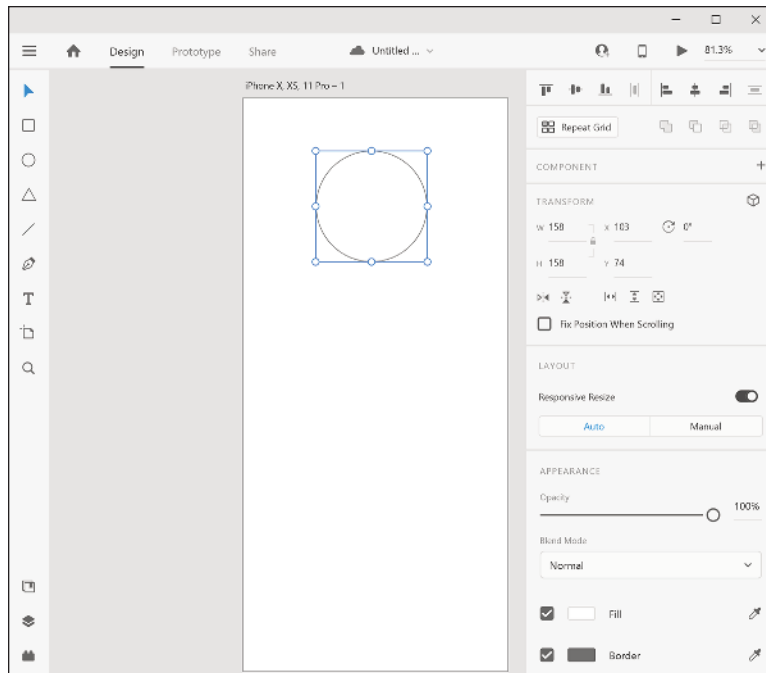 Design Prototype Share Untitled ... 81.3%
iPhone X, XS, 11 Pro – 1
Repeat Grid
COMPONENT
TRANSFORM
W 158 X 103 0°
H 158 Y 74
Fix Position When Scrolling
LAYOUT
Responsive Resize
Auto Manual
APPEARANCE
Opacity
100%
Blend Mode
Normal
Fill
Border